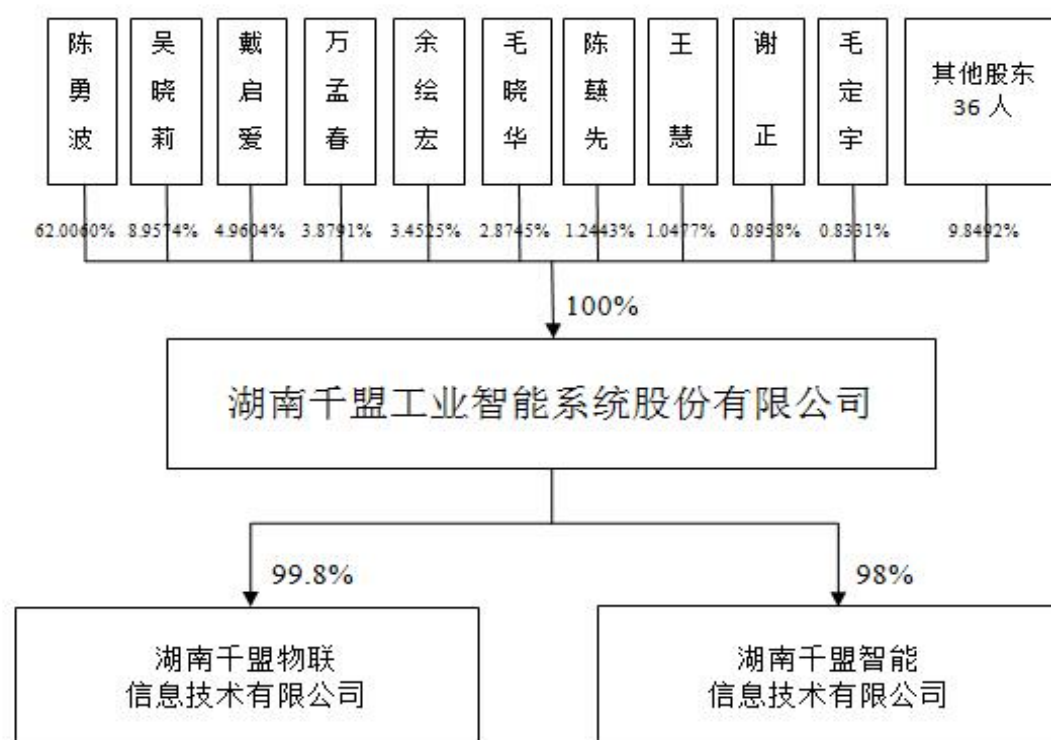 陈勇波
吴晓莉
戴启爱
万孟春
余绘宏
毛晓华
陈蕻先
王慧
谢正
毛定宇
其他股东
36 人
62.0060%
8.9574%
4.9604%
3.8791%
3.4525%
2.8745%
1.2443%
1.0477%
0.8958%
0.8331%
9.8492%
100%
湖南千盟工业智能系统股份有限公司
99.8%
98%
湖南千盟物联
信息技术有限公司
湖南千盟智能
信息技术有限公司